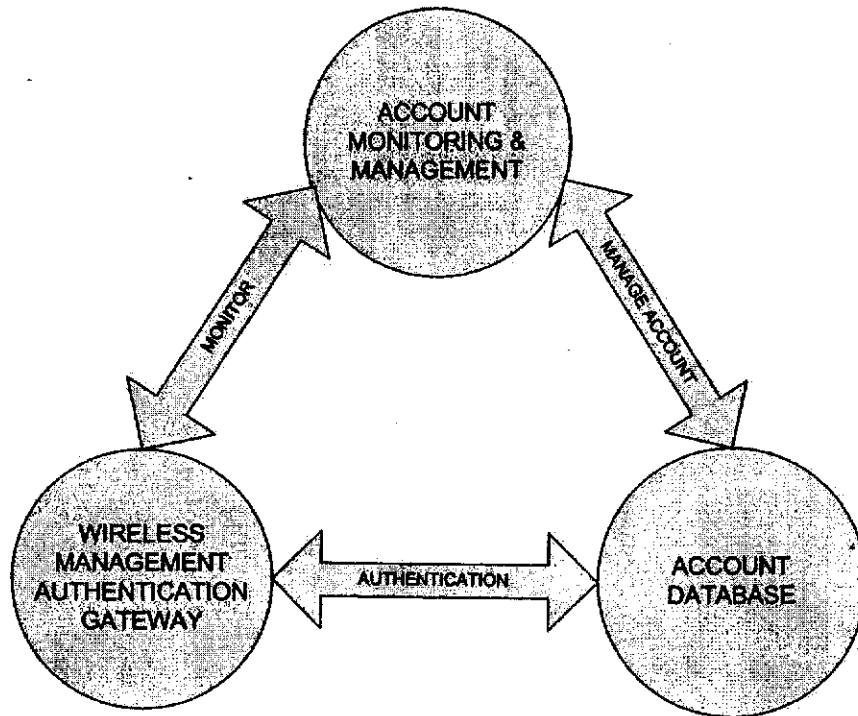 ACCOUNT
MONITORING &
MANAGEMENT
MONITOR
MANAGE ACCOUNT
WIRELESS
MANAGEMENT
AUTHENTICATION
GATEWAY
AUTHENTICATION
ACCOUNT
DATABASE